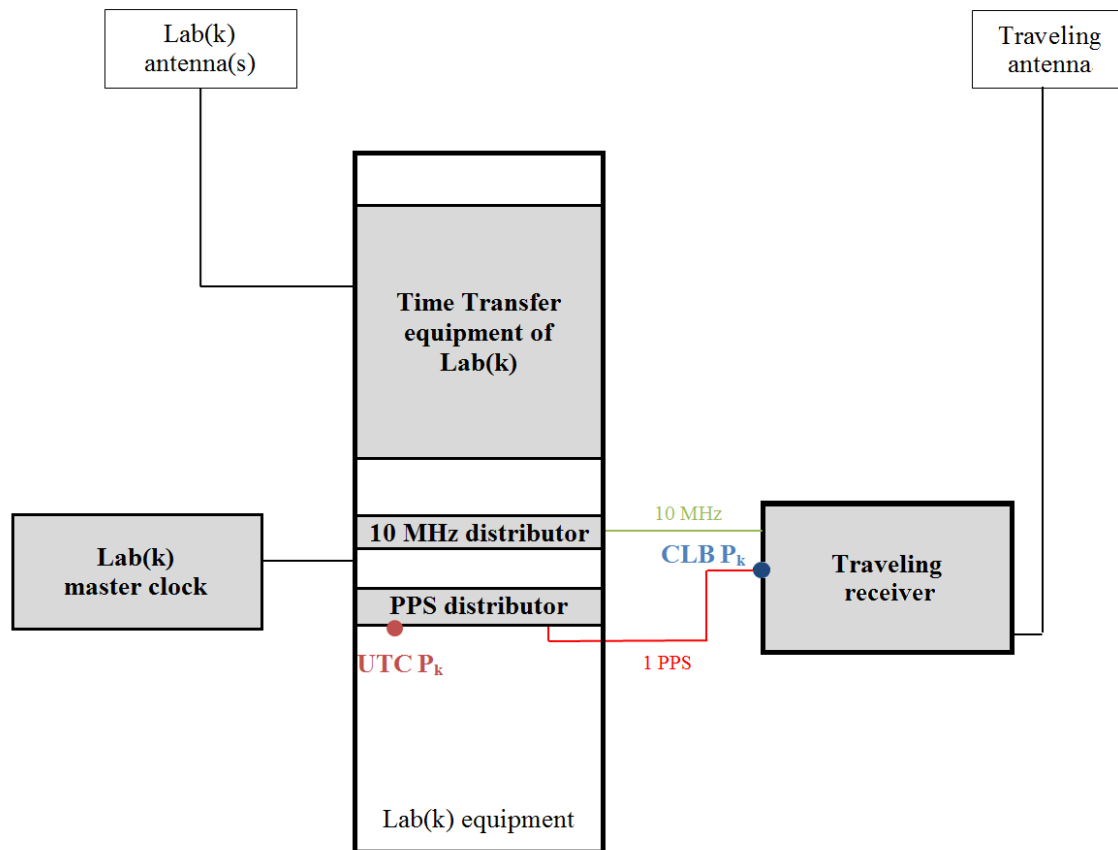 Lab(k)
antenna(s)
Traveling
antenna
Time Transfer
equipment of
Lab(k)
10 MHz distributor
10 MHz
Lab(k)
master clock
CLB Pk
Traveling
receiver
PPS distributor
UTC Pk
1 PPS
Lab(k) equipment